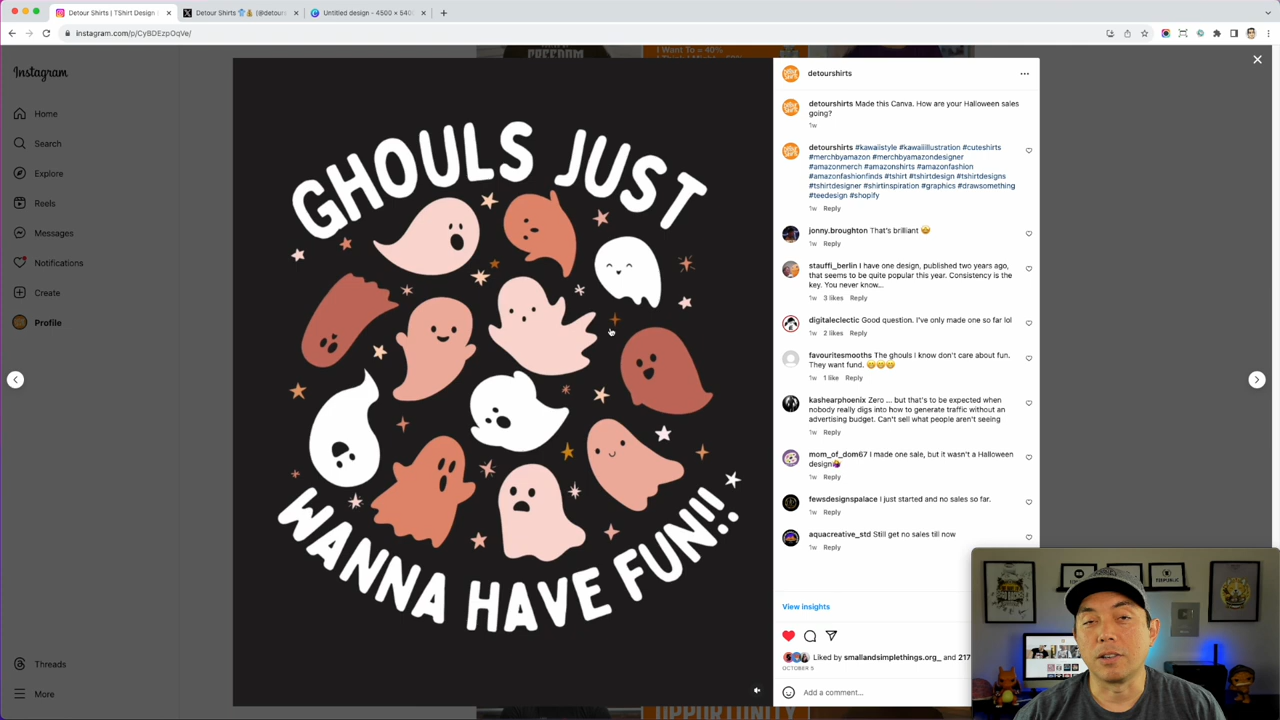 Detour Shirts | TShirt Design
Detour Shirts
(@detours
Untitled design - 4500 × 540
instagram.com/p/CyBDEzpOqVe/
FREEDOM
I Want To = 40%
Instagram
Home
Search
Explore
Reels
Messages
Notifications
Create
Profile
Threads
More
GHOULS JUST
WANNA HAVE FUN!!
detourshirts
detourshirts Made this Canva. How are your Halloween sales
going?
1w
detourshirts #kawaiistyle #kawaiillustration #cuteshirts
#merchbyamazon #merchbyamazondesigner
#amazonmerch #amazonshirts #amazonfashion
#amazonfashionfinds #tshirt #tshirtdesign #tshirtdesigns
#tshirtdesigner #shirtinspiration #graphics #drawsomething
#teedesign #shopify
1w Reply
jonny.broughton That's brilliant 🤩
1w Reply
stauffi_berlin I have one design, published two years ago,
that seems to be quite popular this year. Consistency is the
key. You never know...
1w 3 likes Reply
digitaleclectic Good question. I've only made one so far lol
1w 2 likes Reply
favouritesmooths The ghouls I know don't care about fun.
They want fund. 😂😂😂
1w 1 like Reply
kashearphoenix Zero ... but that's to be expected when
nobody really digs into how to generate traffic without an
advertising budget. Can't sell what people aren't seeing
1w Reply
mom_of_dom67 I made one sale, but it wasn't a Halloween
design
1w Reply
fewsdesignspace I just started and no sales so far.
1w Reply
aquacreative_std Still get no sales till now
1w Reply
View insights
Liked by smallandsimplethings.org_ and 217
OCTOBER 5
Add a comment...
OPPORTUNITY
TEEPUBLIC